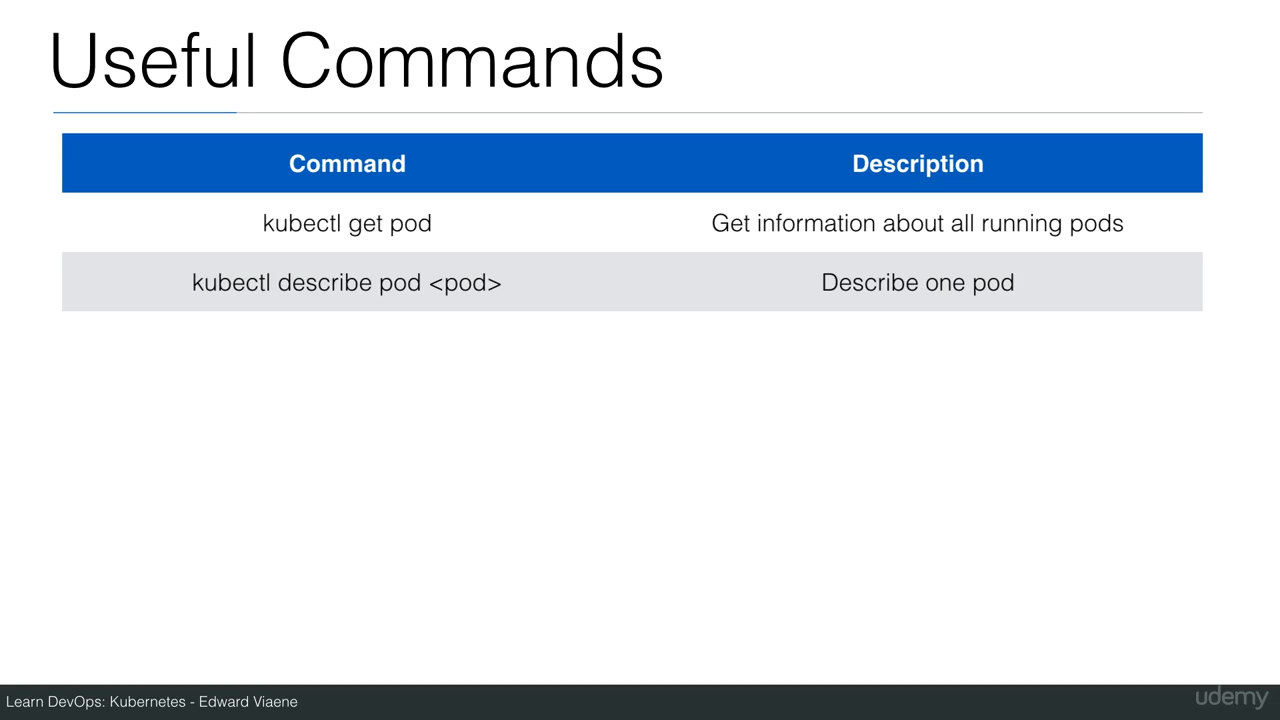 Useful Commands
Command Description
kubectl get pod Get information about all running pods
kubectl describe pod <pod> Describe one pod
Learn DevOps: Kubernetes - Edward Viaene
udemy